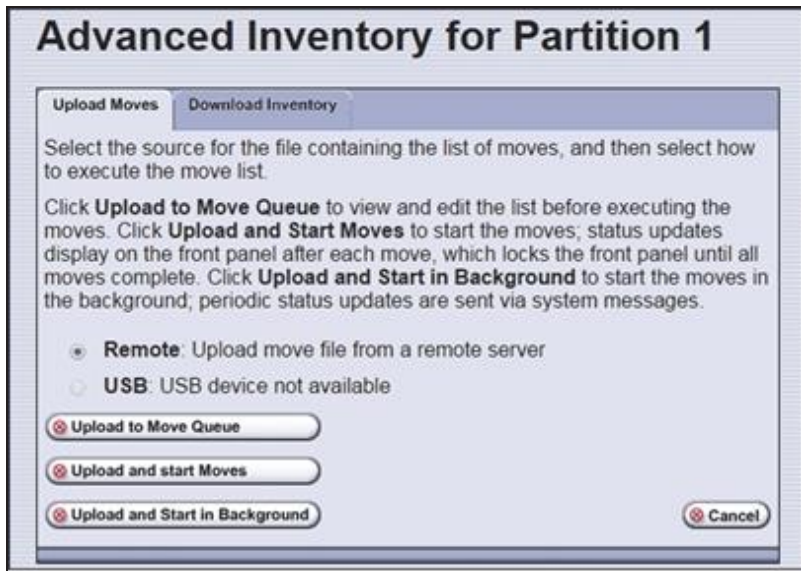 Advanced Inventory for Partition 1
Upload Moves
Download Inventory
Select the source for the file containing the list of moves, and then select how
to execute the move list.
Click Upload to Move Queue to view and edit the list before executing the
moves. Click Upload and Start Moves to start the moves; status updates
display on the front panel after each move, which locks the front panel until all
moves complete. Click Upload and Start in Background to start the moves in
the background; periodic status updates are sent via system messages.
Remote: Upload move file from a remote server
USB: USB device not available
Upload to Move Queue
Upload and start Moves
Upload and Start in Background
Cancel